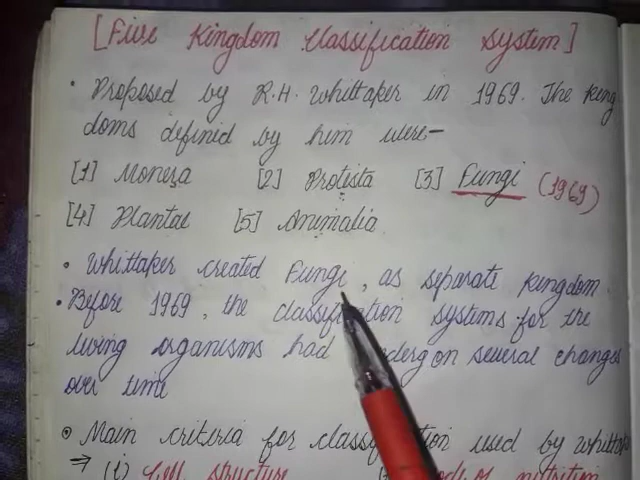 [Five Kingdom Classification System]
• Proposed by R.H. Whittaker in 1969. The king
doms defined by him were-
[1] Monera [2] Protista [3] Fungi (1969)
[4] Plantae [5] Animalia
• Whittaker created Fungi, as separate kingdom.
• Before 1969, the classification systems for the
living organisms had several changes
over time
Main criteria for classification used by Whittaker
⇒ (i) Cell structure of nutrition